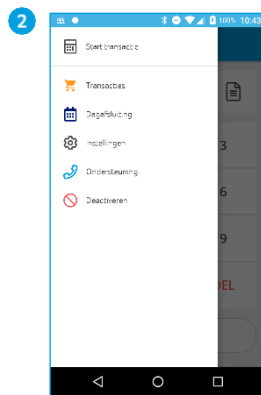 2
100% 10:43
Start transactie
Transacties
Dagafsluiting
3
Instellingen
Ondersteuning
6
Deactiveren
9
DEL